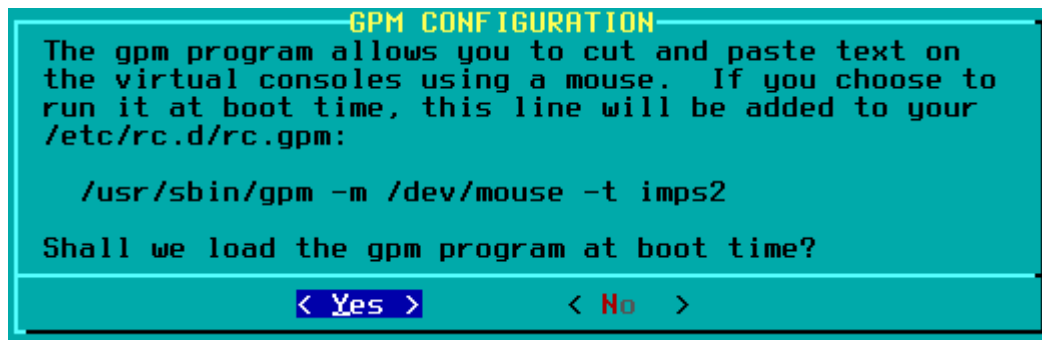 GPM CONFIGURATION
The gpm program allows you to cut and paste text on
the virtual consoles using a mouse.  If you choose to
run it at boot time, this line will be added to your
/etc/rc.d/rc.gpm:
/usr/sbin/gpm -m /dev/mouse -t imps2
Shall we load the gpm program at boot time?
< Yes >     < No  >